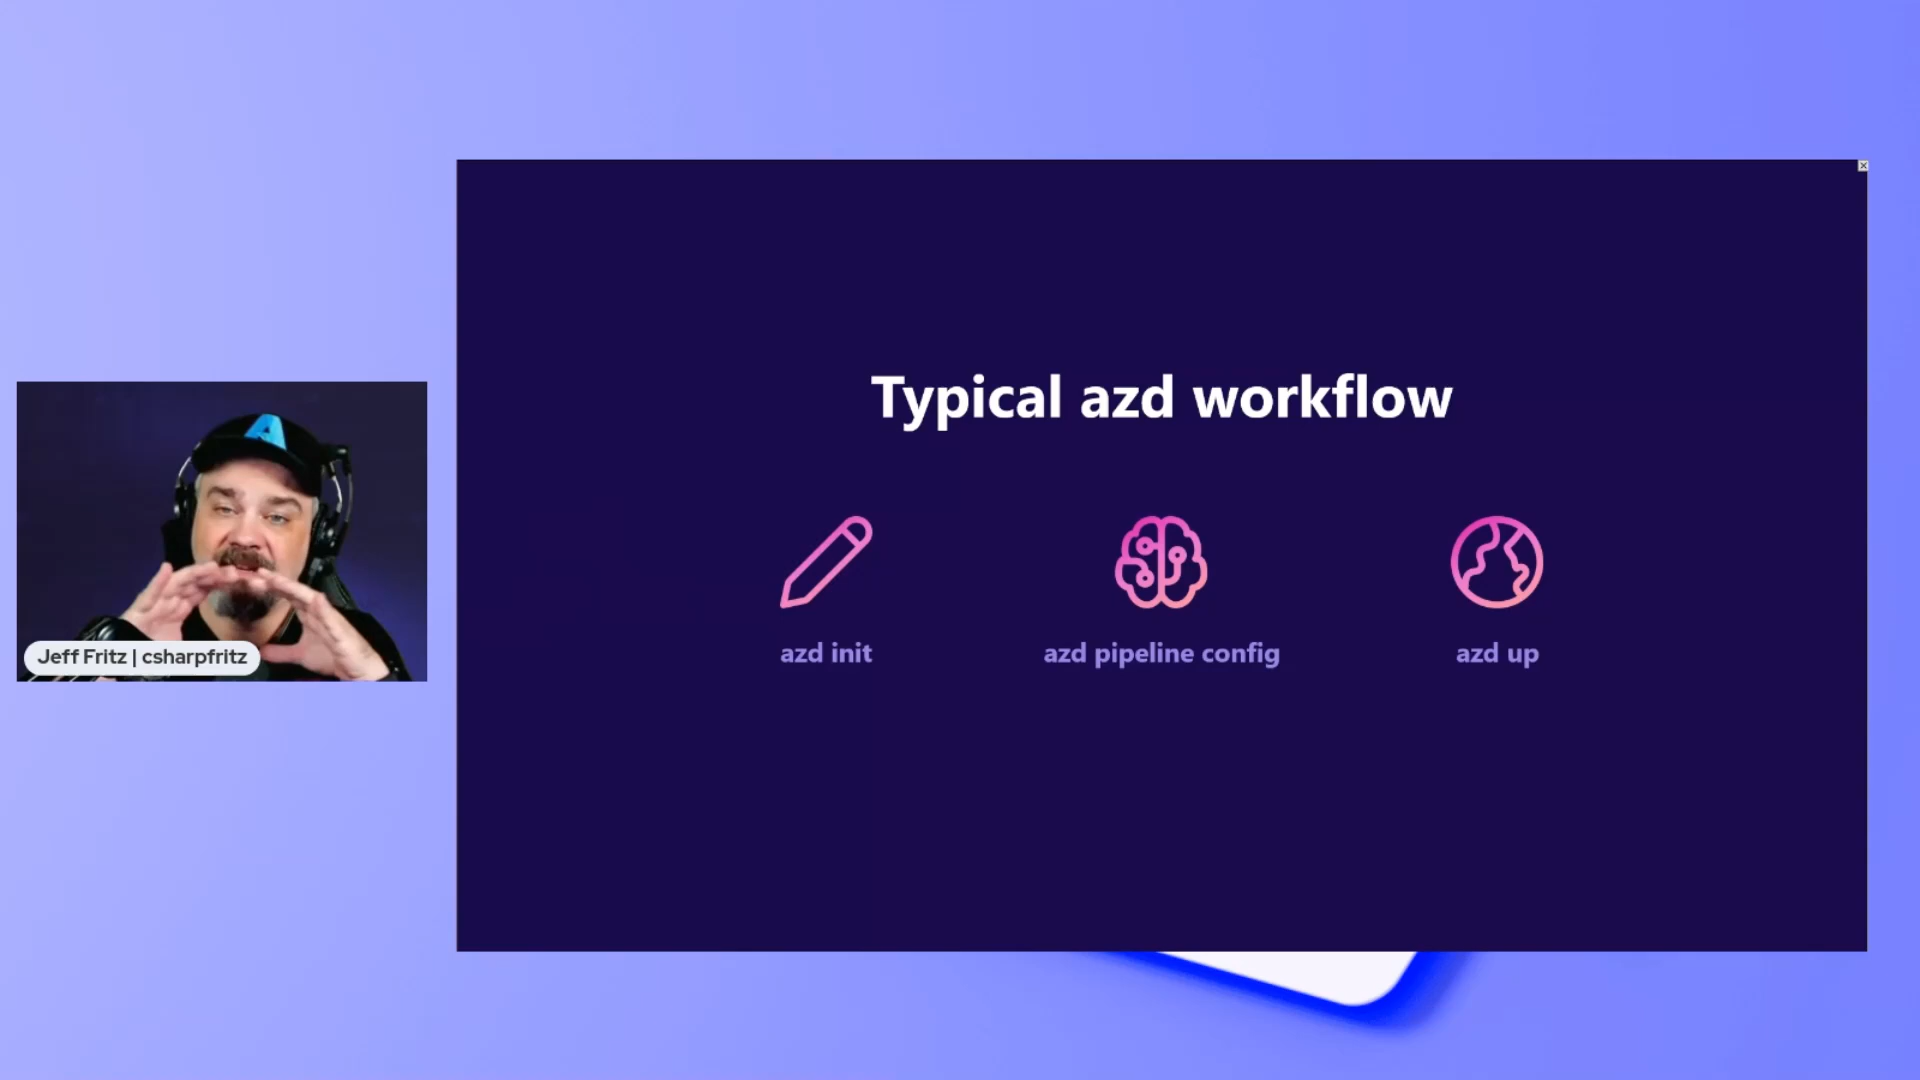 Typical azd workflow
azd init
azd pipeline config
azd up
Jeff Fritz | csharpfritz